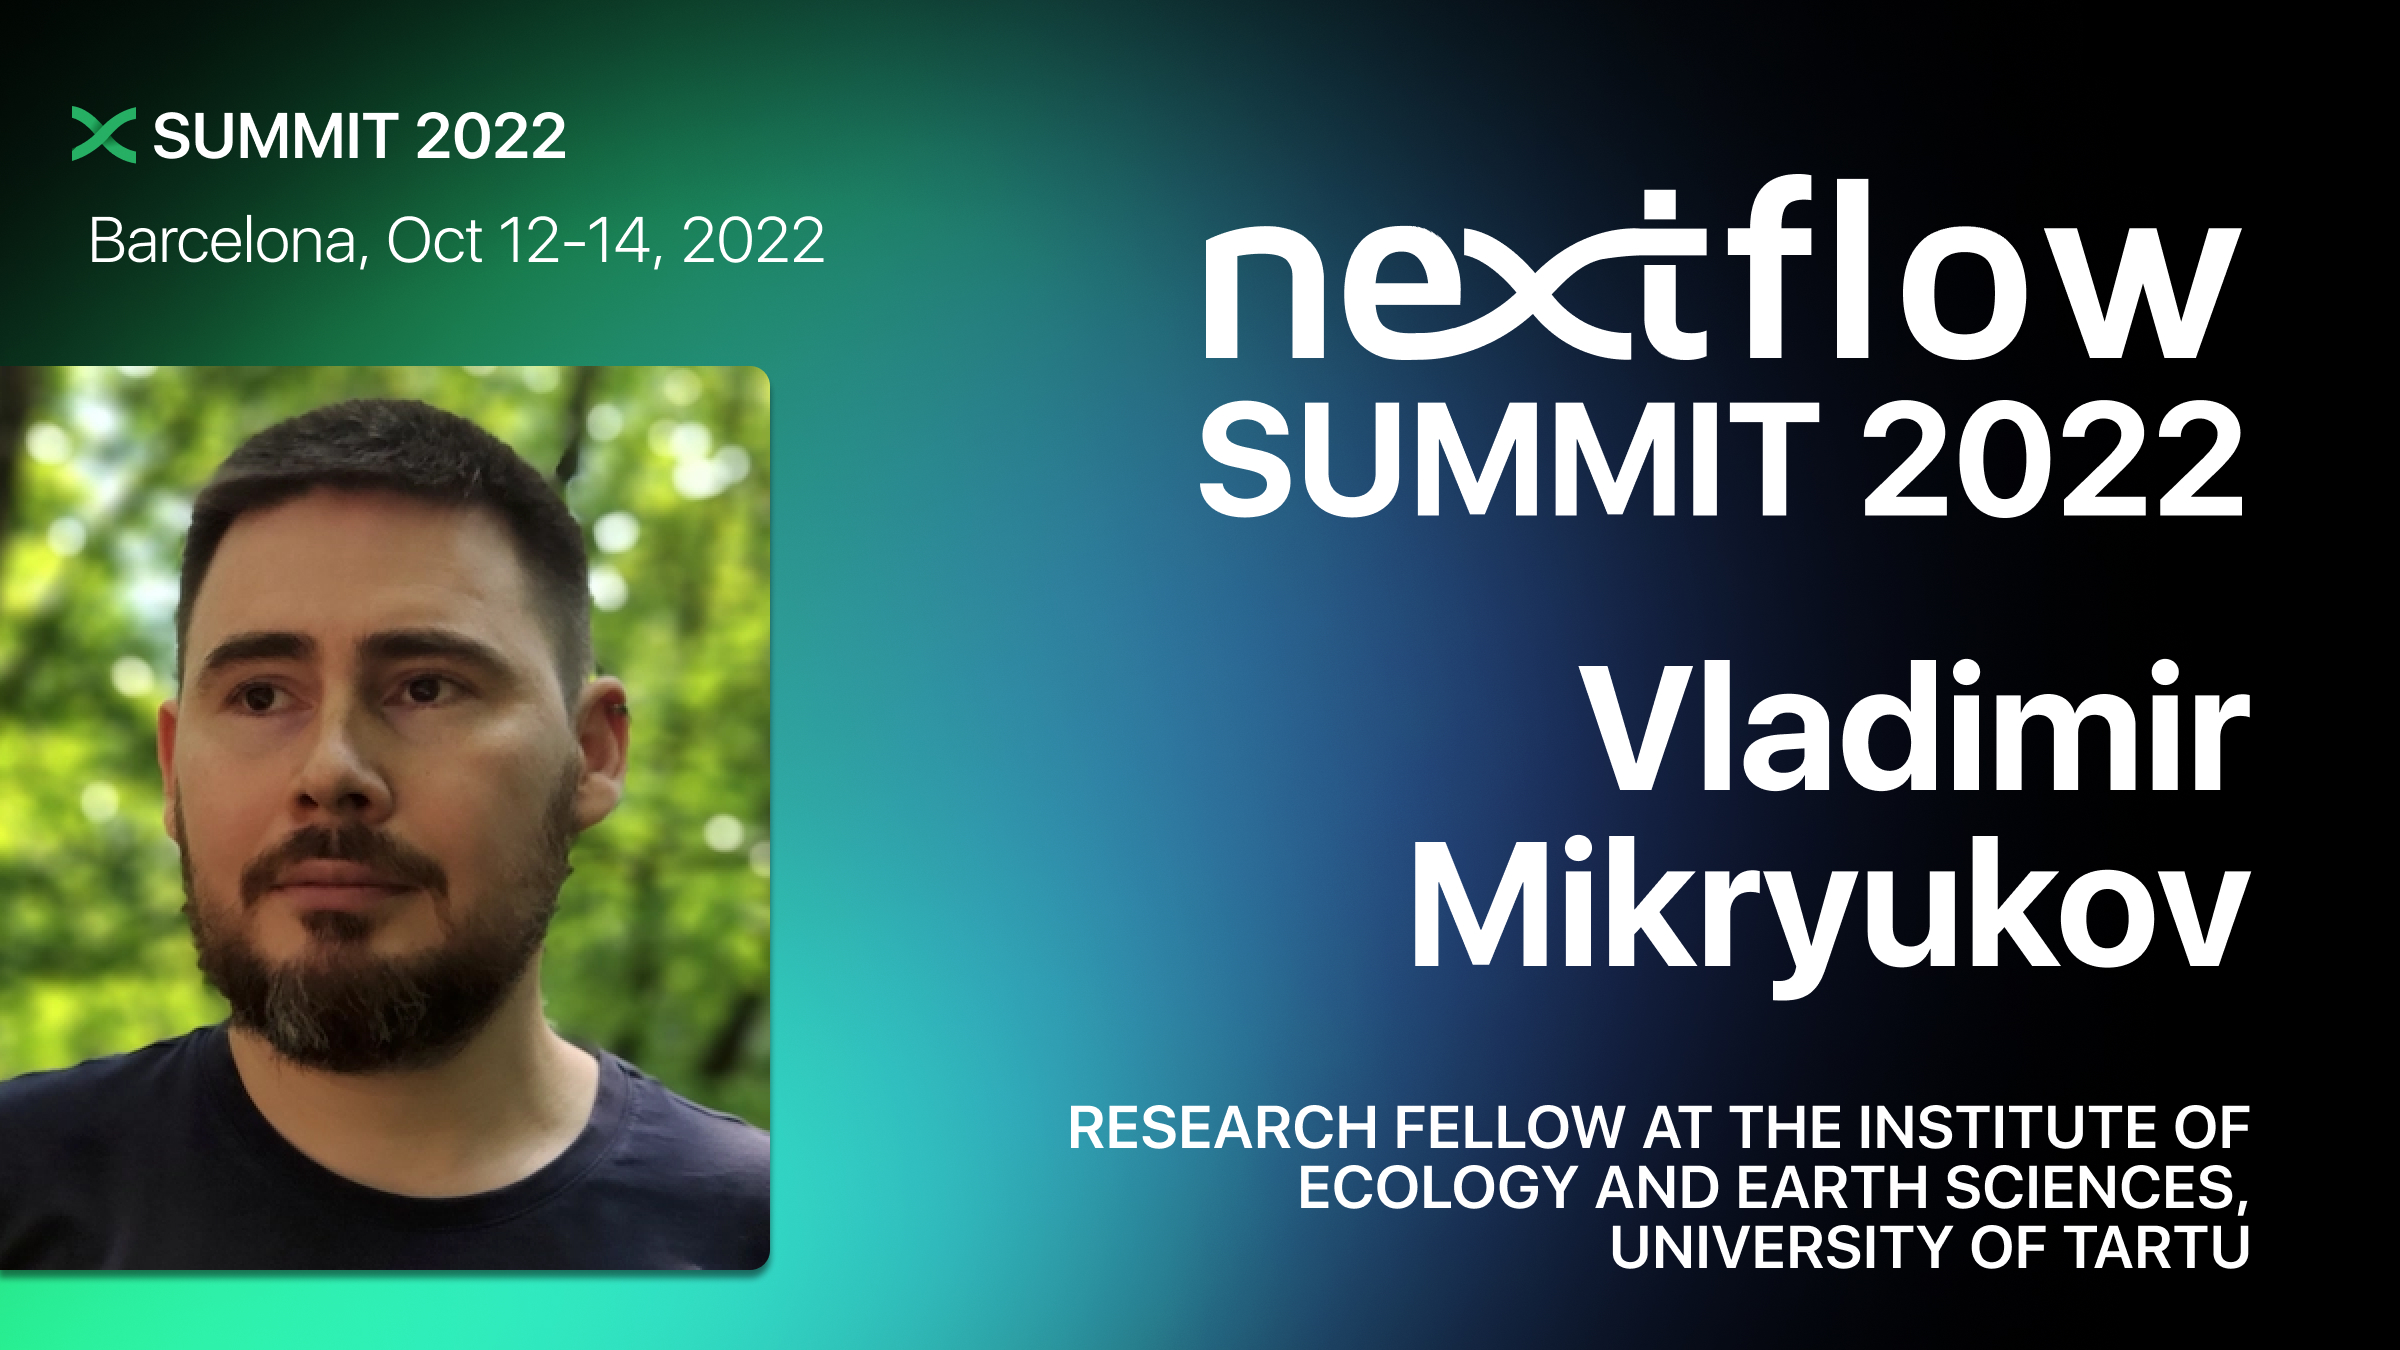 SUMMIT 2022
Barcelona, Oct 12-14, 2022
nextflow
SUMMIT 2022
Vladimir
Mikryukov
RESEARCH FELLOW AT THE INSTITUTE OF
ECOLOGY AND EARTH SCIENCES,
UNIVERSITY OF TARTU